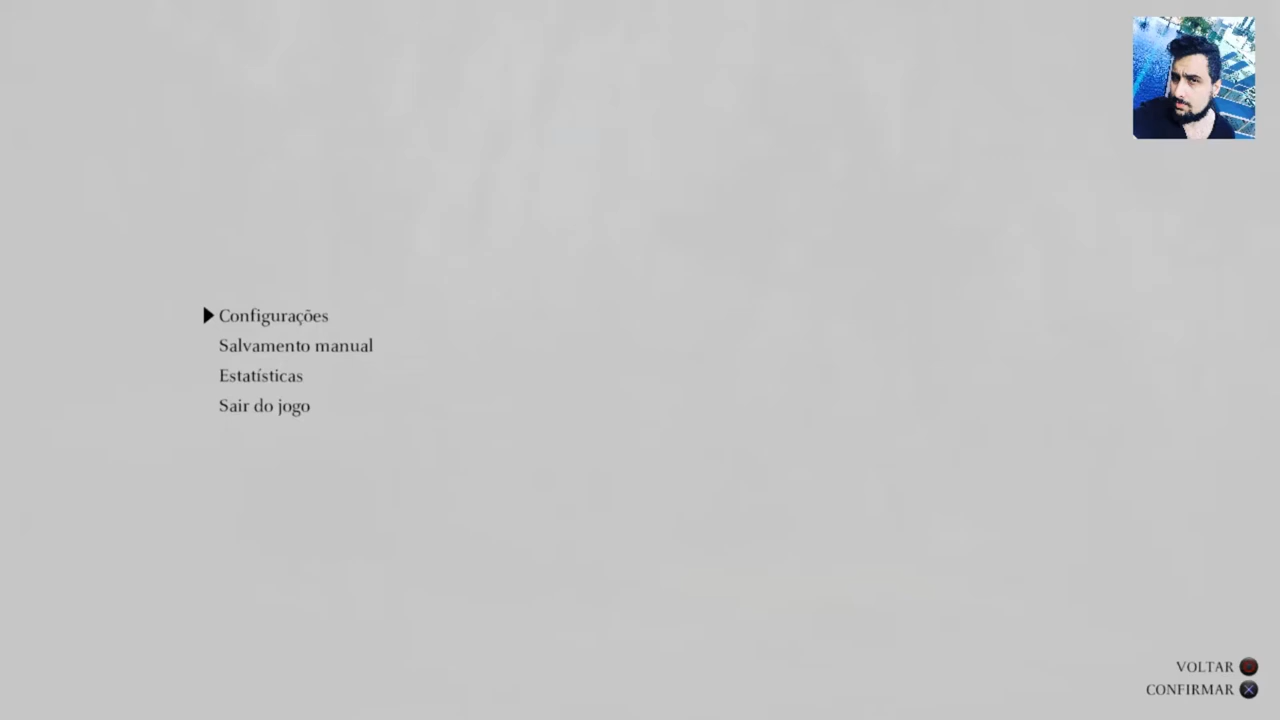 Configurações
Salvamento manual
Estatísticas
Sair do jogo
VOLTAR
CONFIRMAR